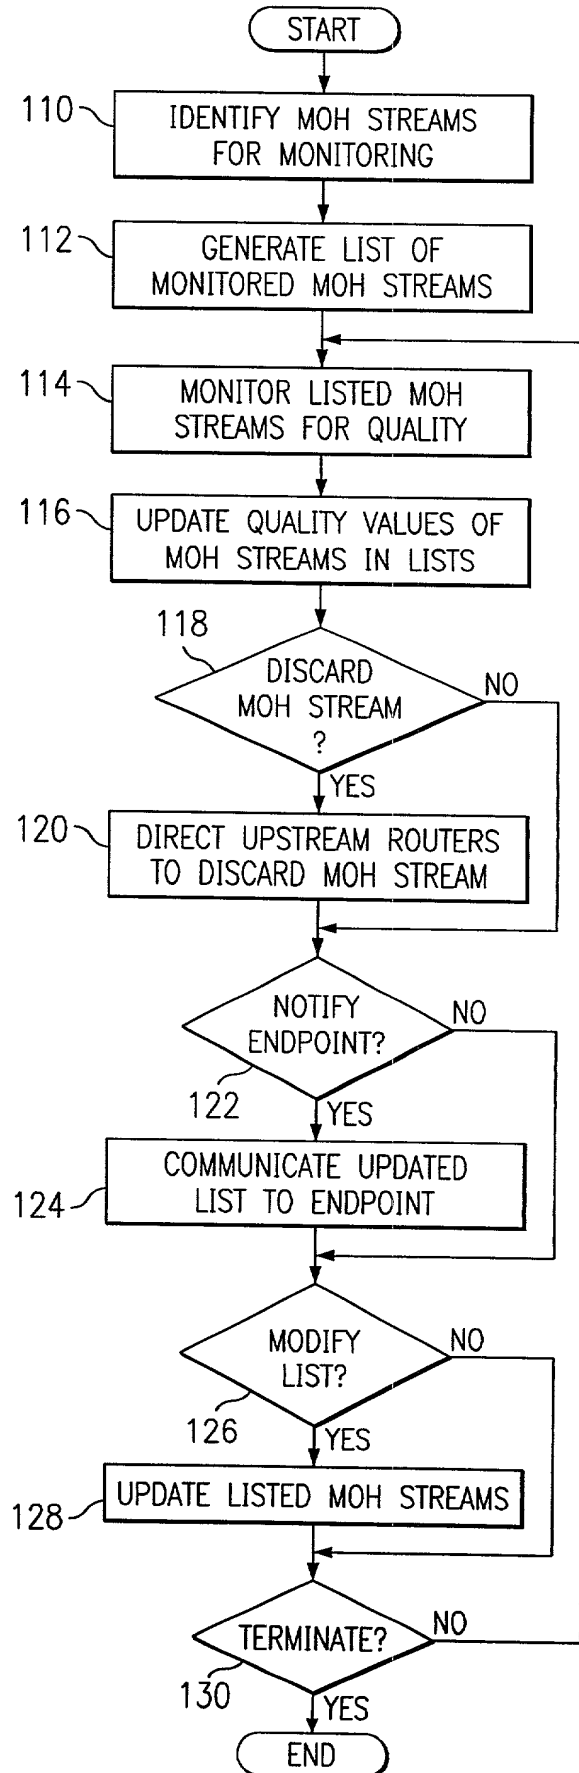 START
110
IDENTIFY MOH STREAMS
FOR MONITORING
112
GENERATE LIST OF
MONITORED MOH STREAMS
114
MONITOR LISTED MOH
STREAMS FOR QUALITY
116
UPDATE QUALITY VALUES OF
MOH STREAMS IN LISTS
118
DISCARD
MOH STREAM
?
NO
YES
120
DIRECT UPSTREAM ROUTERS
TO DISCARD MOH STREAM
NOTIFY
ENDPOINT?
NO
122
YES
124
COMMUNICATE UPDATED
LIST TO ENDPOINT
MODIFY
LIST?
NO
126
YES
128
UPDATE LISTED MOH STREAMS
TERMINATE?
NO
130
YES
END